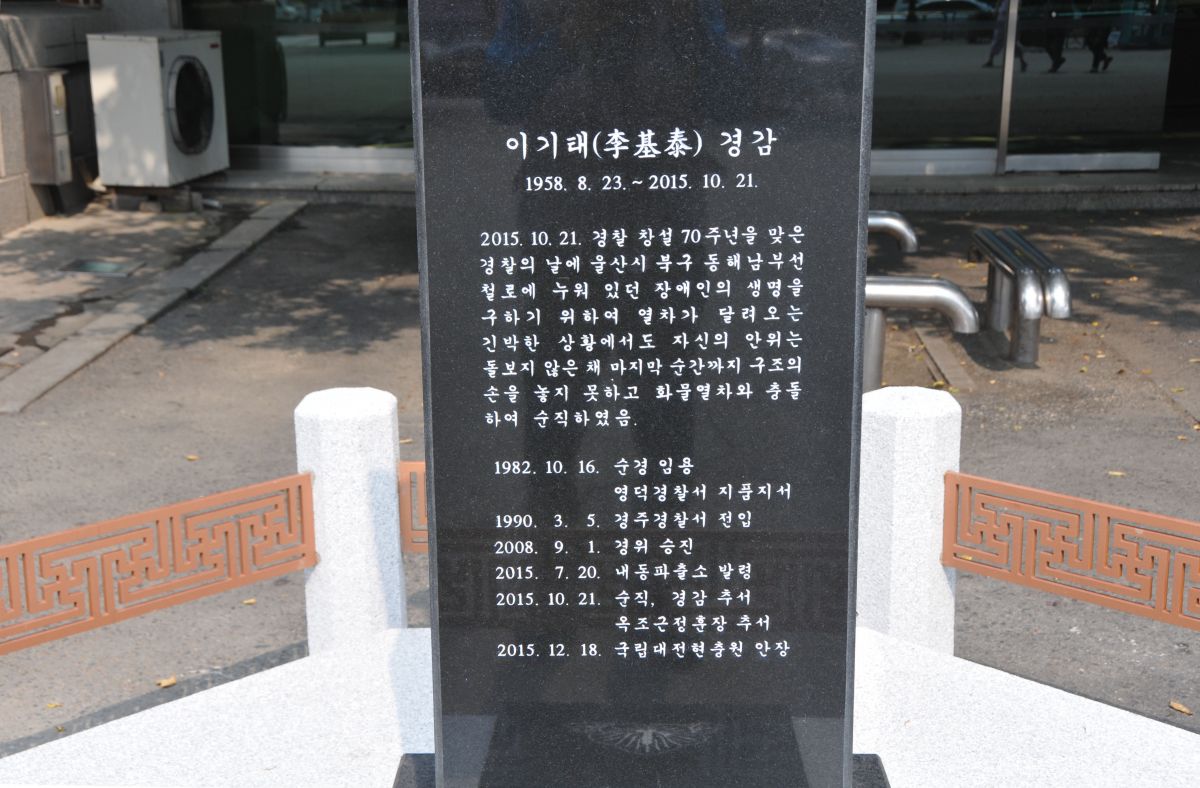 이기태(李基泰) 경감
1958. 8. 23. ~ 2015. 10. 21.
2015. 10. 21. 경찰 창설 70주년을 맞은
경찰의 날에 울산시 북구 동해남부선
철로에 누워 있던 장애인의 생명을
구하기 위하여 열차가 달려오는
긴박한 상황에서도 자신의 안위는
돌보지 않은 채 마지막 순간까지 구조의
손을 놓지 못하고 화물열차와 충돌
하여 순직하였음.
1982. 10. 16. 순경 임용
영덕경찰서 지품지서
1990. 3. 5. 경주경찰서 전입
2008. 9. 1. 경위 승진
2015. 7. 20. 내동파출소 발령
2015. 10. 21. 순직, 경감 추서
옥조근정훈장 추서
2015. 12. 18. 국립대전현충원 안장